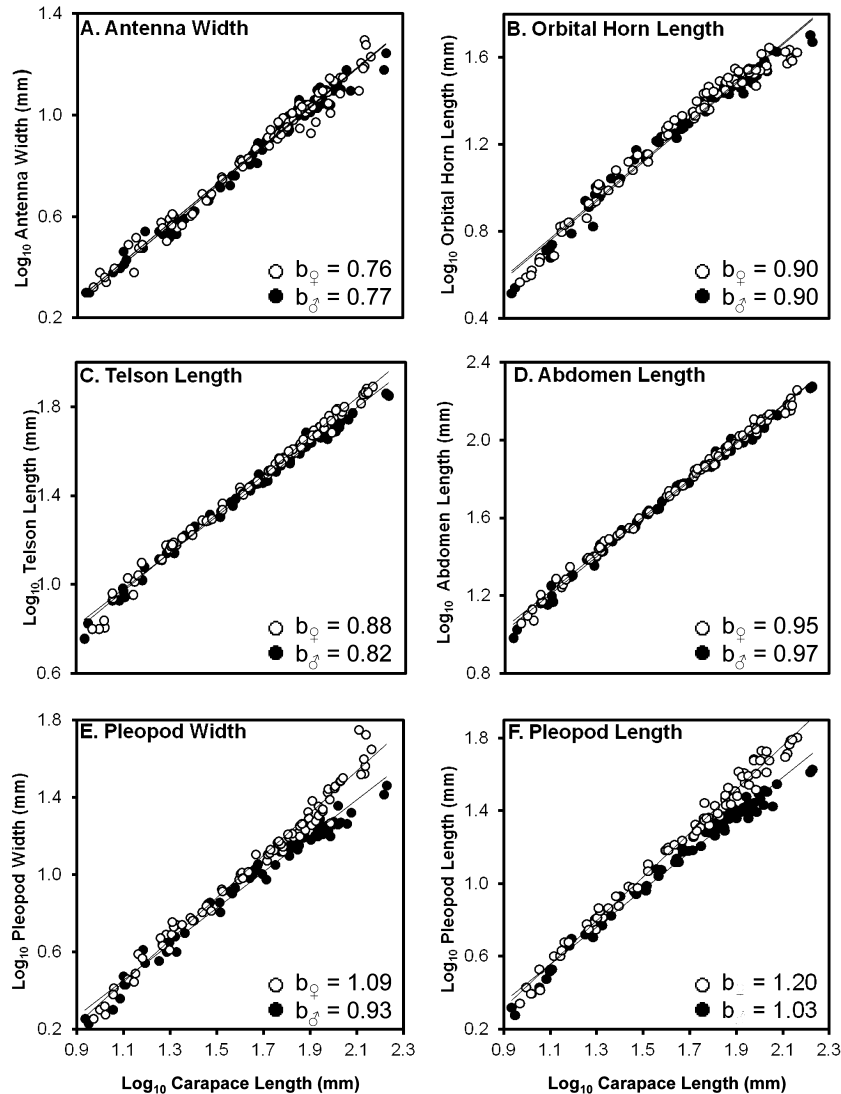 A. Antenna Width
Log10 Antenna Width (mm)
1.0
0.6
0.2
b♀ = 0.76
b♂ = 0.77
B. Orbital Horn Length
Log10 Orbital Horn Length (mm)
1.6
1.2
0.8
0.4
b♀ = 0.90
b♂ = 0.90
C. Telson Length
Log10 Telson Length (mm)
1.8
1.4
1.0
0.6
b♀ = 0.88
b♂ = 0.82
D. Abdomen Length
Log10 Abdomen Length (mm)
2.4
2.0
1.6
1.2
0.8
b♀ = 0.95
b♂ = 0.97
E. Pleopod Width
Log10 Pleopod Width (mm)
1.8
1.4
1.0
0.6
0.2
b♀ = 1.09
b♂ = 0.93
0.9 1.1 1.3 1.5 1.7 1.9 2.1 2.3
Log10 Carapace Length (mm)
F. Pleopod Length
Log10 Pleopod Length (mm)
1.8
1.4
1.0
0.6
0.2
b = 1.20
b = 1.03
0.9 1.1 1.3 1.5 1.7 1.9 2.1 2.3
Log10 Carapace Length (mm)